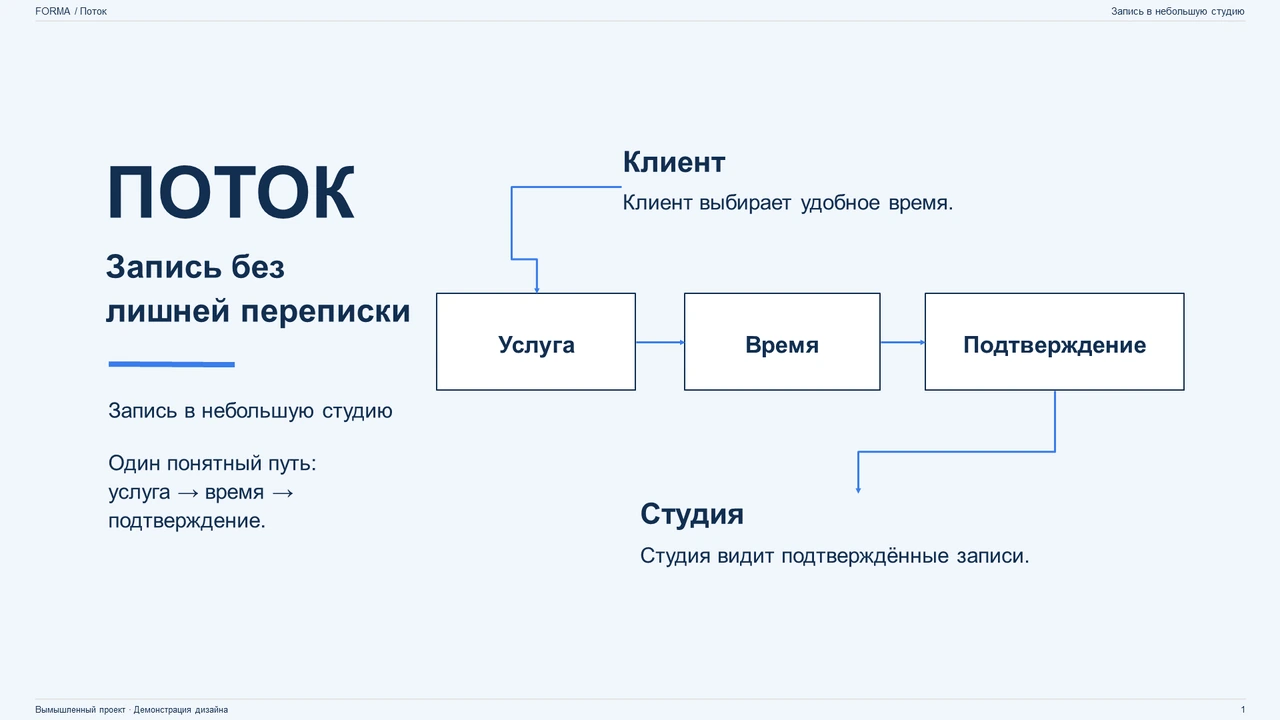 FORMA / Поток
Запись в небольшую студию
ПОТОК
Запись без
лишней переписки
Запись в небольшую студию
Один понятный путь:
услуга → время →
подтверждение.
Клиент
Клиент выбирает удобное время.
Услуга
Время
Подтверждение
Студия
Студия видит подтверждённые записи.
Вымышленный проект · Демонстрация дизайна
1